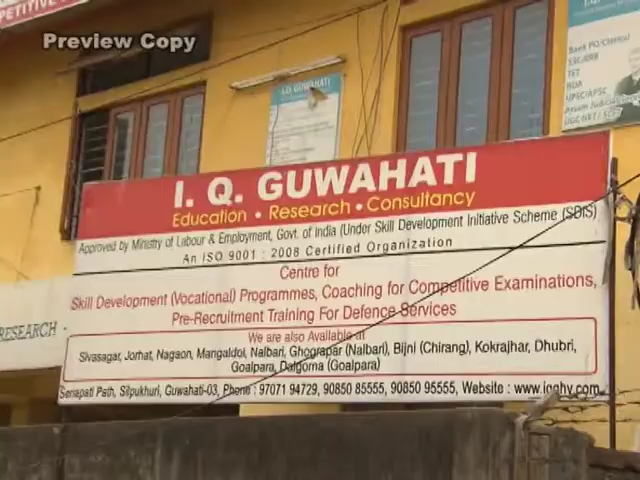 Preview Copy
I.Q. GUWAHATI
Bank PO/Clerical
SSC/RRB
TET
NDA
UPSC/APSC
I. Q. GUWAHATI
Education • Research • Consultancy
Approved by Ministry of Labour & Employment, Govt. of India (Under Skill Development Initiative Scheme (SDIS)
An ISO 9001 : 2008 Certified Organization
Centre for
Skill Development (Vocational) Programmes, Coaching for Competitive Examinations,
Pre-Recruitment Training For Defence Services
RESEARCH •
We are also Available at
Sivasagar, Jorhat, Nagaon, Mangaldoi, Nalbari, Ghograpar (Nalbari), Bijni (Chirang), Kokrajhar, Dhubri,
Goalpara, Dalgoma (Goalpara)
Senapati Path, Silpukhuri, Guwahati-03, Phone : 97071 94729, 90850 85555, 90850 95555, Website : www.iqghy.com